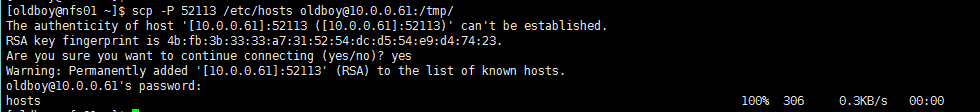 [oldboy@nfs01 ~]$ scp -P 52113 /etc/hosts oldboy@10.0.0.61:/tmp/
The authenticity of host '[10.0.0.61]:52113 ([10.0.0.61]:52113)' can't be established.
RSA key fingerprint is 4b:fb:3b:33:33:a7:31:52:54:dc:d5:54:e9:d4:74:23.
Are you sure you want to continue connecting (yes/no)? yes
Warning: Permanently added '[10.0.0.61]:52113' (RSA) to the list of known hosts.
oldboy@10.0.0.61's password:
hosts 100% 306 0.3KB/s 00:00